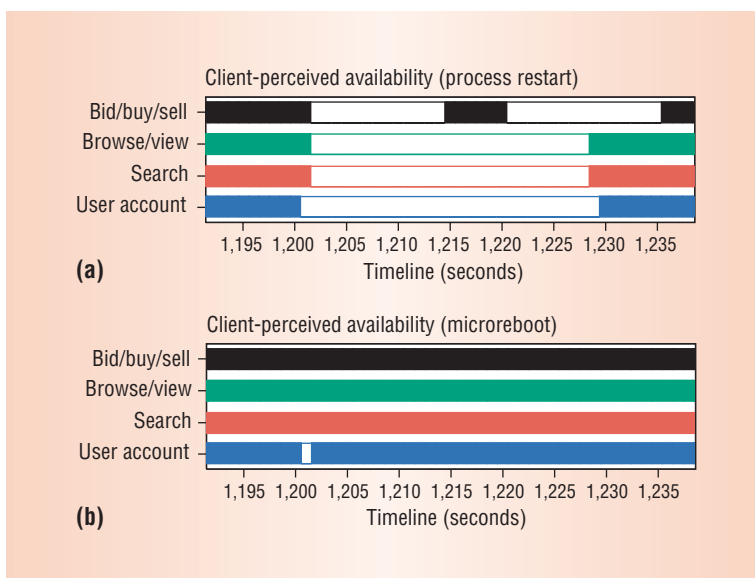 Client-perceived availability (process restart)
Bid/buy/sell
Browse/view
Search
User account
1,195 1,200 1,205 1,210 1,215 1,220 1,225 1,230 1,235
(a)
Timeline (seconds)
Client-perceived availability (microreboot)
Bid/buy/sell
Browse/view
Search
User account
1,195 1,200 1,205 1,210 1,215 1,220 1,225 1,230 1,235
(b)
Timeline (seconds)